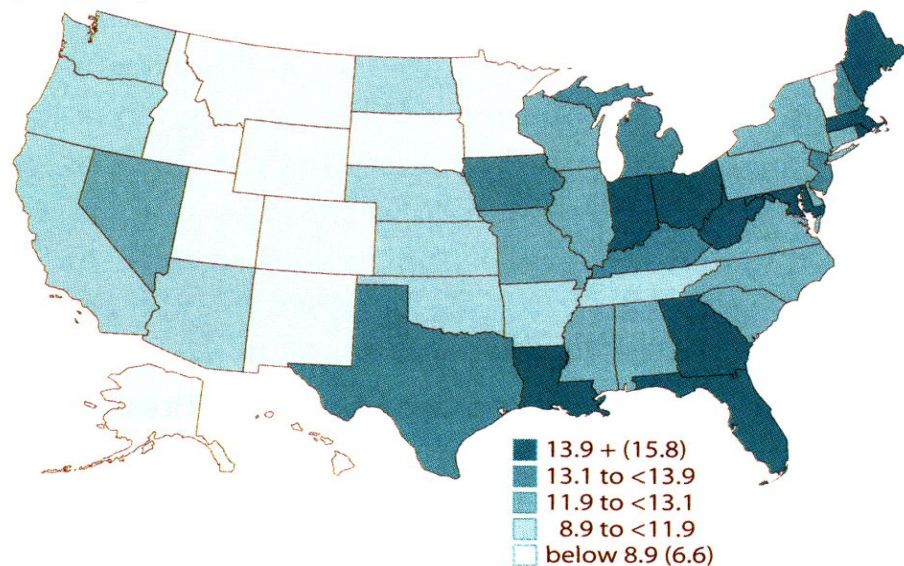 13.9 + (15.8)
13.1 to <13.9
11.9 to <13.1
8.9 to <11.9
below 8.9 (6.6)